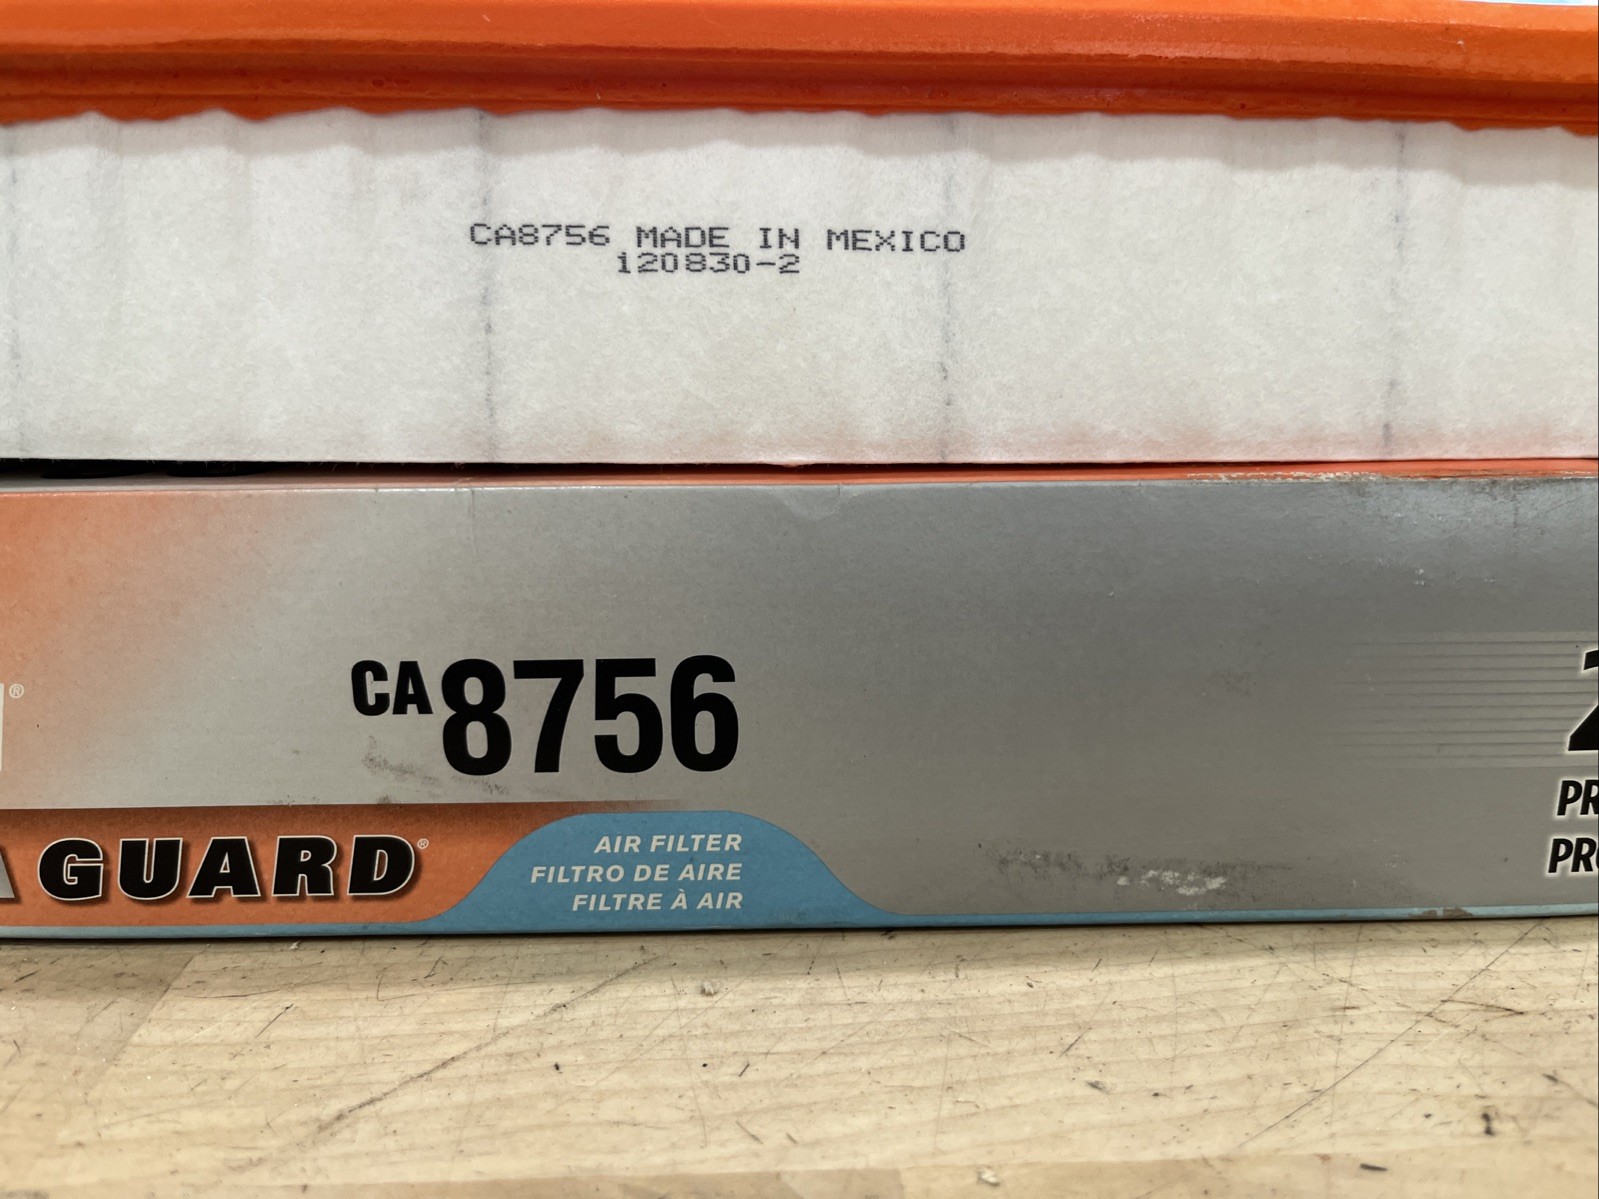 CA8756 MADE IN MEXICO
120830-2
CA8756
GUARD®
AIR FILTER
FILTRO DE AIRE
FILTRE À AIR